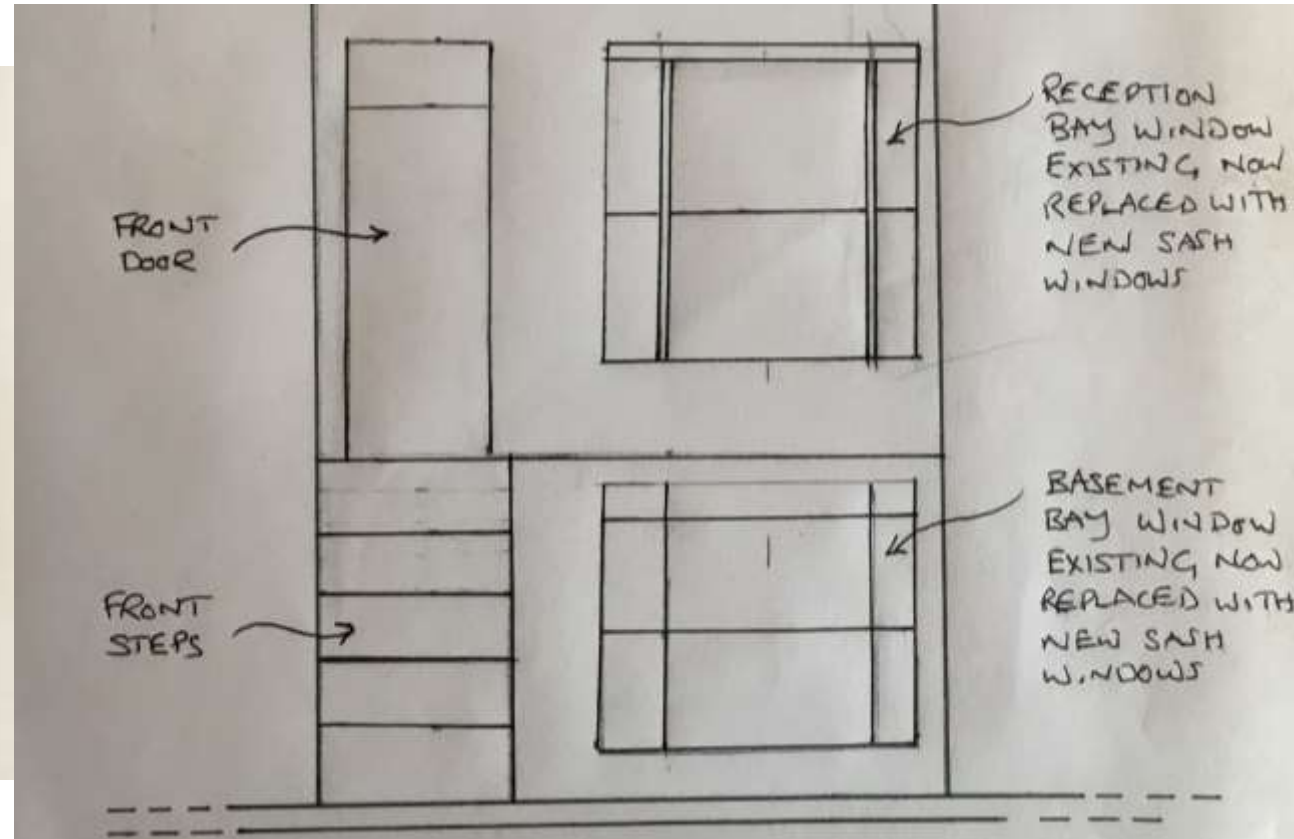 RECEPTION
BAY WINDOW
EXISTING NOW
REPLACED WITH
NEW SASH
WINDOWS
FRONT
DOOR
BASEMENT
BAY WINDOW
EXISTING NOW
REPLACED WITH
NEW SASH
WINDOWS
FRONT
STEPS